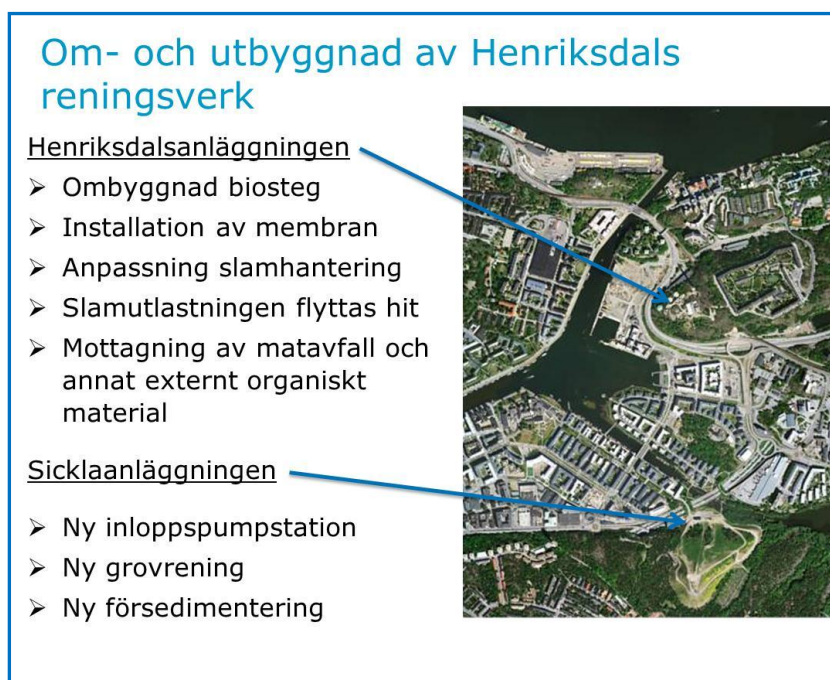 Om- och utbyggnad av Henriksdals
reningsverk
Henriksdalsanläggningen
➢ Ombyggnad biosteg
➢ Installation av membran
➢ Anpassning slamhantering
➢ Slamutlastningen flyttas hit
➢ Mottagning av matavfall och
annat externt organiskt
material
Sicklaanläggningen
➢ Ny inloppspumpstation
➢ Ny grovrening
➢ Ny försedimentering